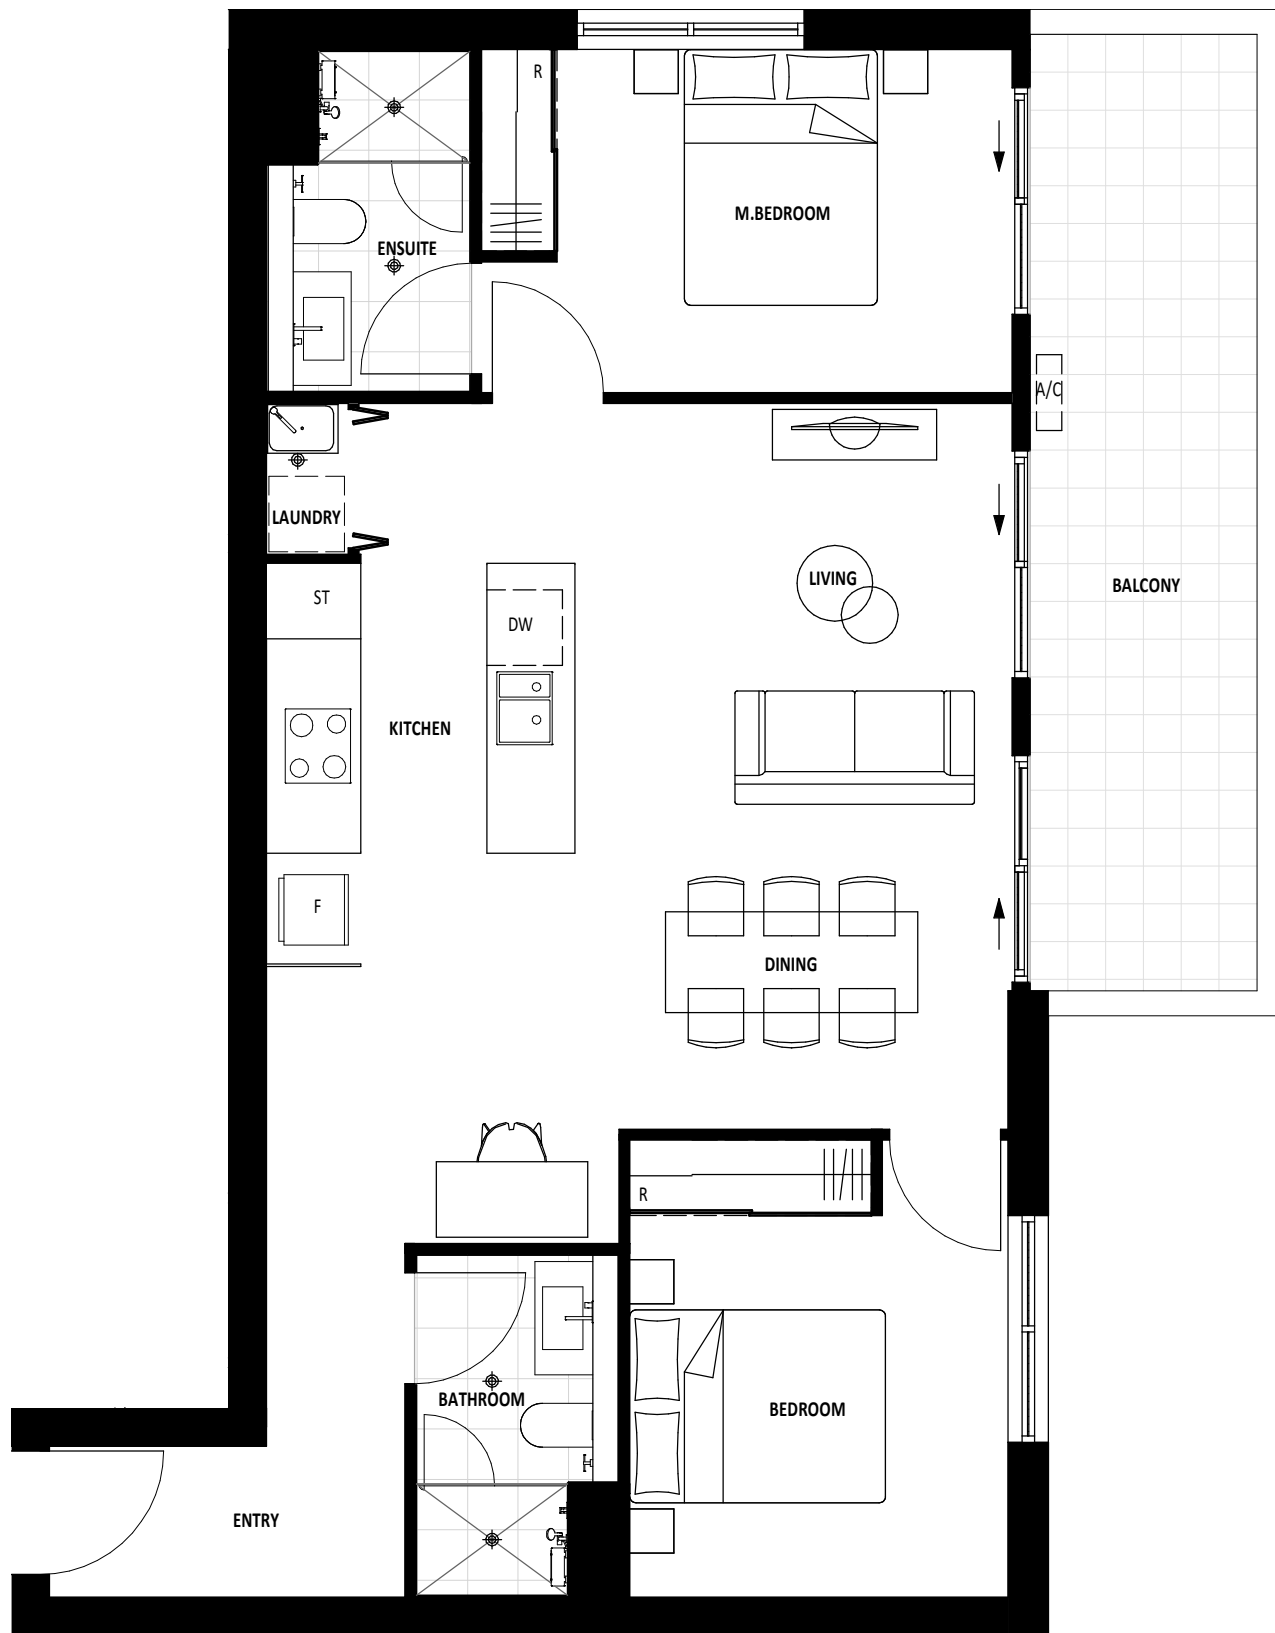 R
M.BEDROOM
ENSUITE
A/C
LAUNDRY
LIVING
BALCONY
ST
DW
KITCHEN
F
DINING
R
BATHROOM
BEDROOM
ENTRY